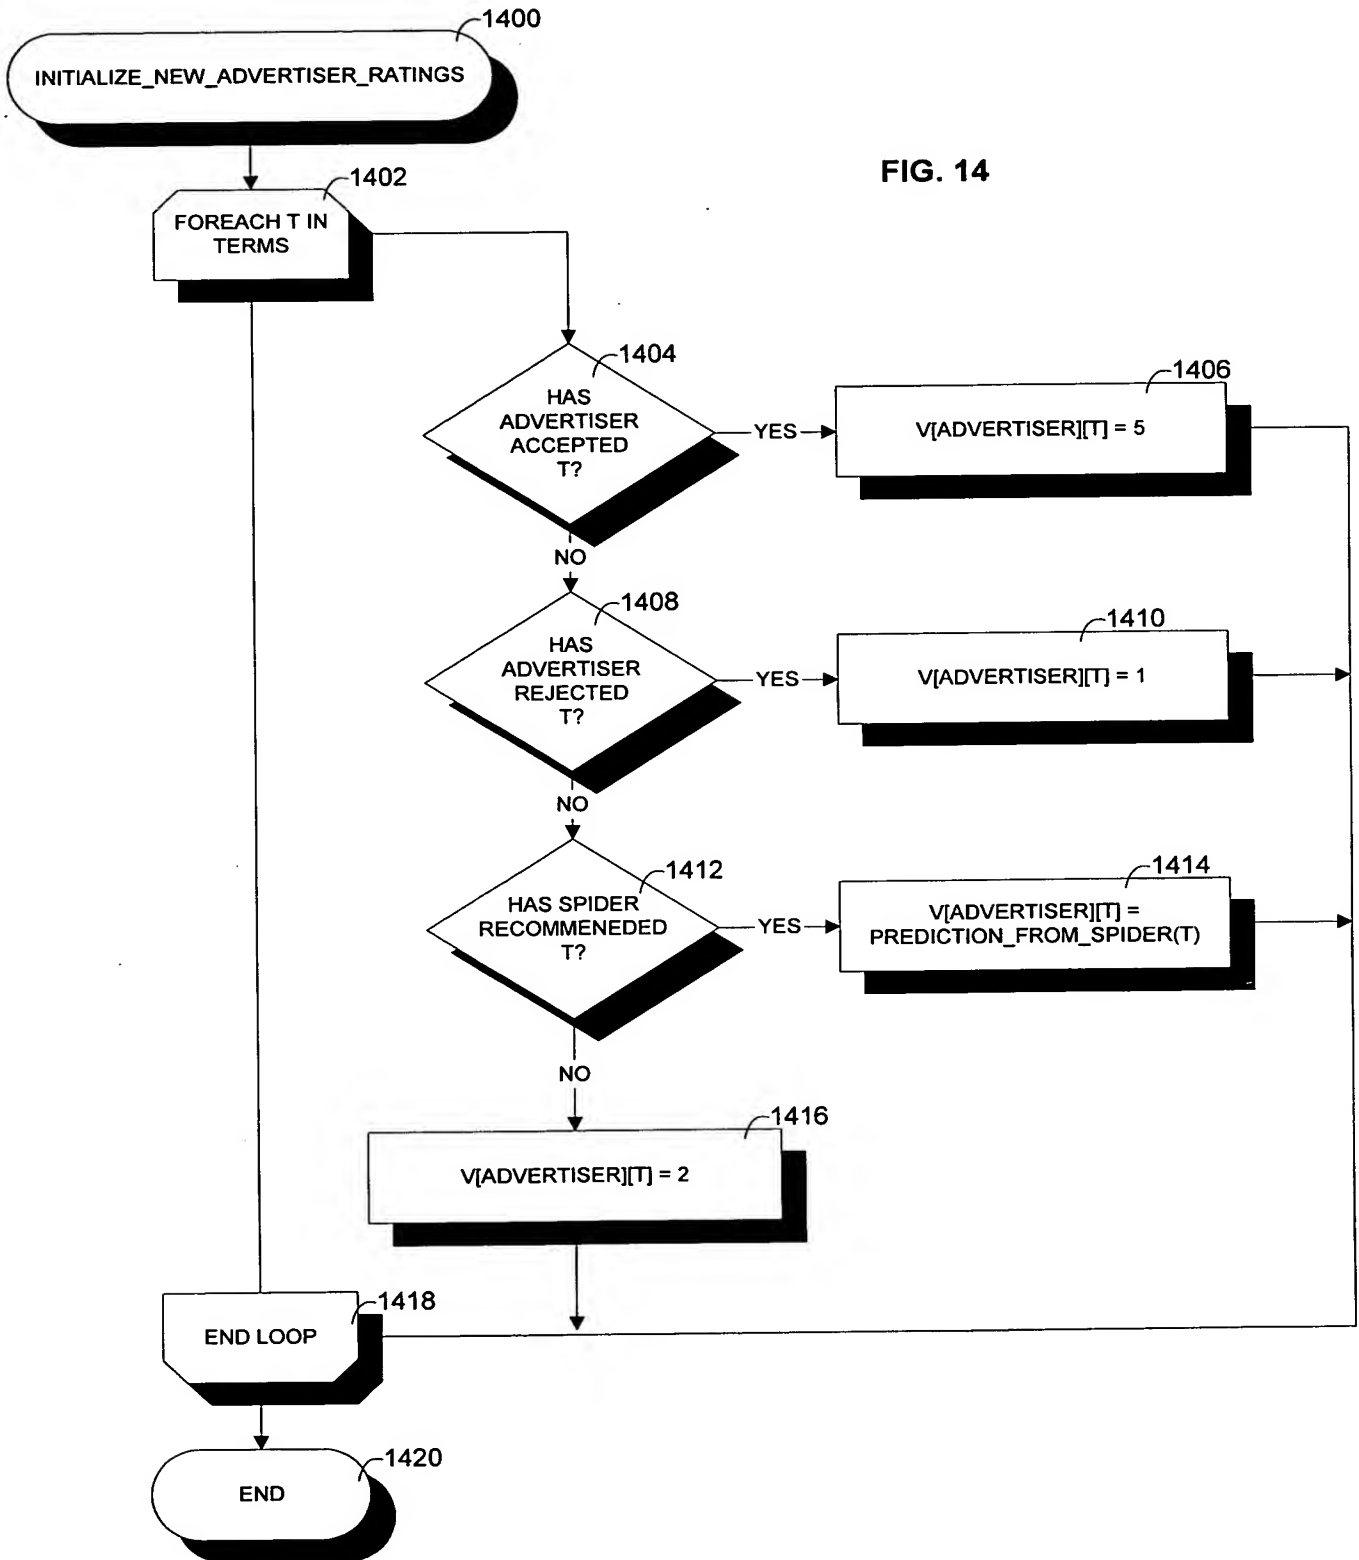 1400
INITIALIZE_NEW_ADVERTISER_RATINGS
FIG. 14
1402
FOREACH T IN
TERMS
1404
HAS
ADVERTISER
ACCEPTED
T?
YES
1406
V[ADVERTISER][T] = 5
NO
1408
HAS
ADVERTISER
REJECTED
T?
YES
1410
V[ADVERTISER][T] = 1
NO
1412
HAS SPIDER
RECOMMENEDED
T?
YES
1414
V[ADVERTISER][T] =
PREDICTION_FROM_SPIDER(T)
NO
1416
V[ADVERTISER][T] = 2
1418
END LOOP
1420
END